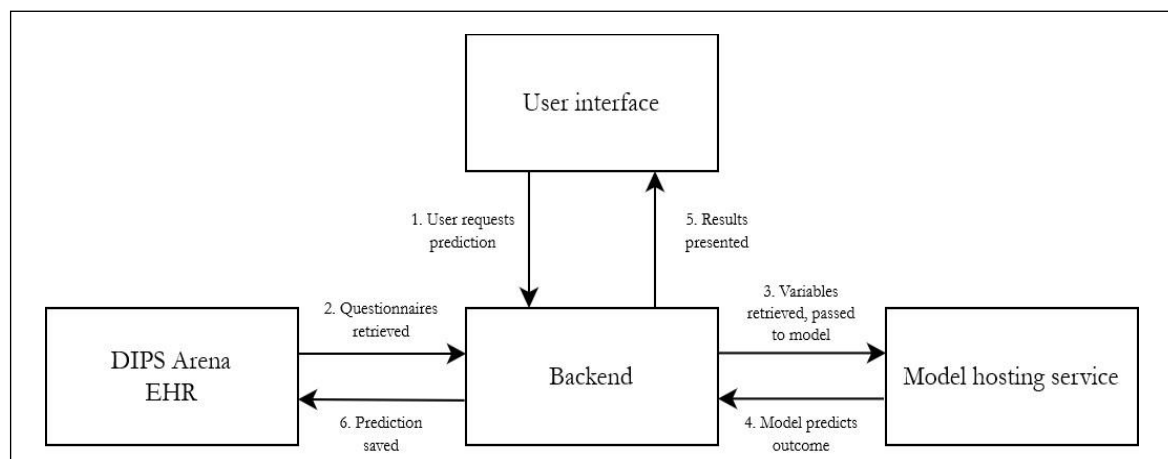 User interface
1. User requests
prediction
5. Results
presented
2. Questionnaires
retrieved
3. Variables
retrieved, passed
to model
DIPS Arena
EHR
Backend
Model hosting service
6. Prediction
saved
4. Model predicts
outcome